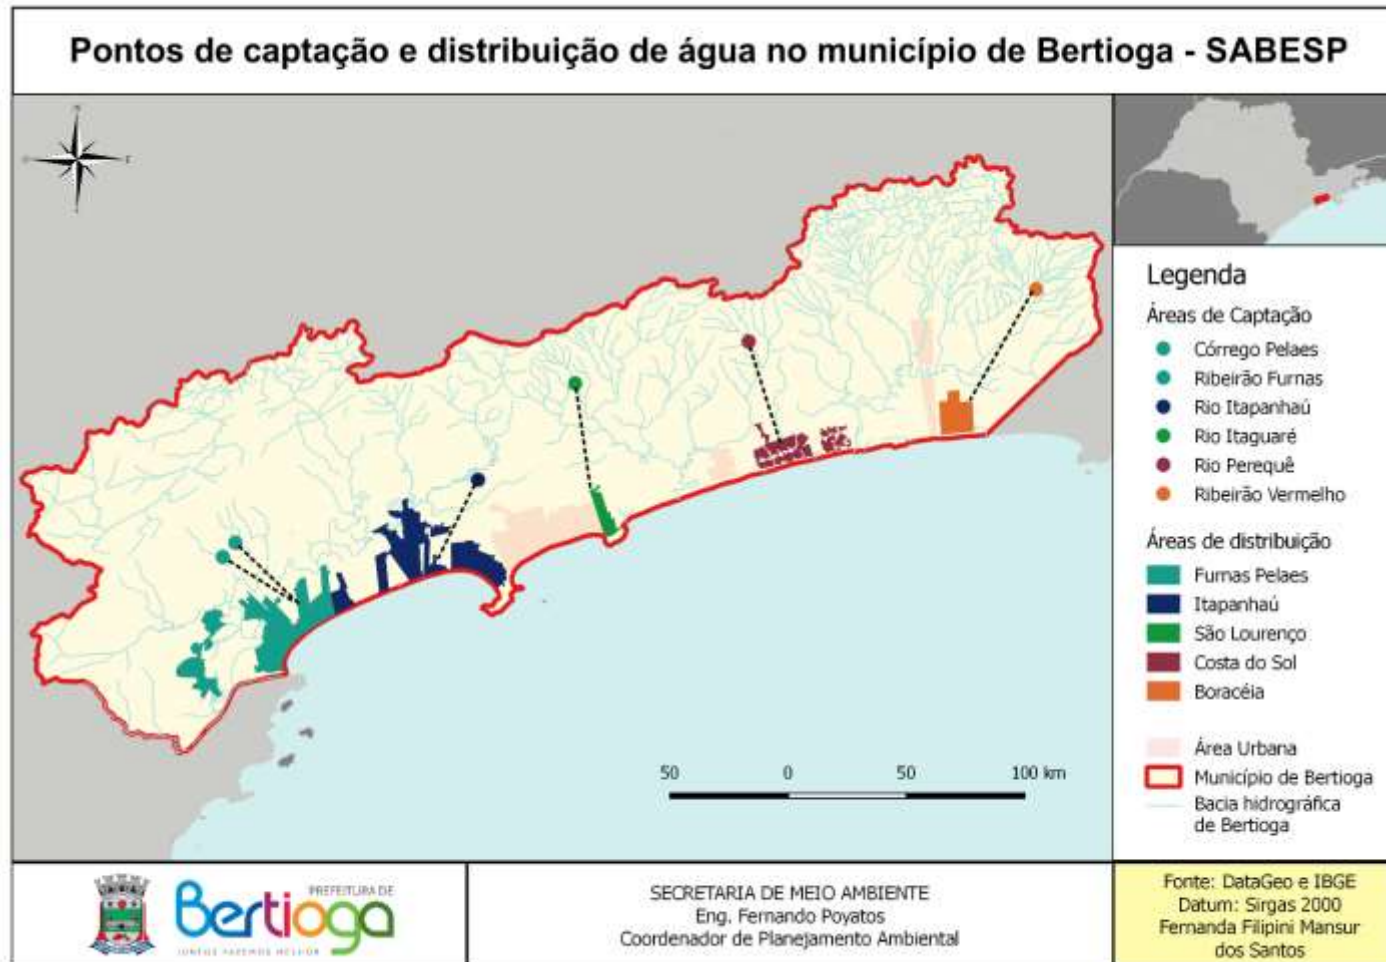 Pontos de captação e distribuição de água no município de Bertioga - SABESP
Legenda
Áreas de Captação
Córrego Pelaes
Ribeirão Furnas
Rio Itapanhaú
Rio Itaguaré
Rio Perequê
Ribeirão Vermelho
Áreas de distribuição
Furnas Pelaes
Itapanhaú
São Lourenço
Costa do Sol
Boracéia
Área Urbana
Município de Bertioga
Bacia hidrográfica
de Bertioga
50 0 50 100 km
PREFEITURA DE
Bertioga
JUNTOS FAZEMOS MELHOR
SECRETARIA DE MEIO AMBIENTE
Eng. Fernando Poyatos
Coordenador de Planejamento Ambiental
Fonte: DataGeo e IBGE
Datum: Sirgas 2000
Fernanda Filipini Mansur
dos Santos